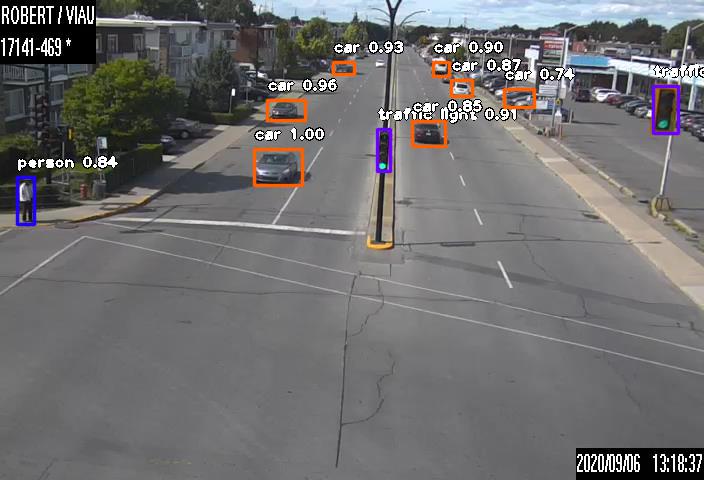 ROBERT / VIAU
17141-469 *
car 0.93
car 0.90
car 0.87
car 0.74
traffic
car 0.96
car 0.85
traffic light 0.91
car 1.00
person 0.84
2020/09/06 13:18:37